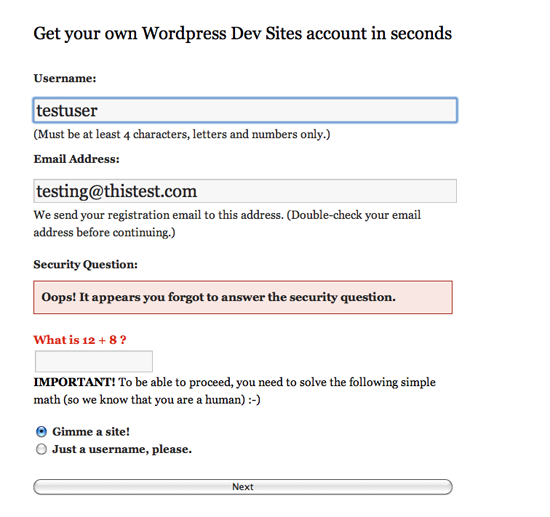 Get your own Wordpress Dev Sites account in seconds
Username:
testuser
(Must be at least 4 characters, letters and numbers only.)
Email Address:
testing@thistest.com
We send your registration email to this address. (Double-check your email
address before continuing.)
Security Question:
Oops! It appears you forgot to answer the security question.
What is 12 + 8 ?
IMPORTANT! To be able to proceed, you need to solve the following simple
math (so we know that you are a human) :-)
Gimme a site!
Just a username, please.
Next